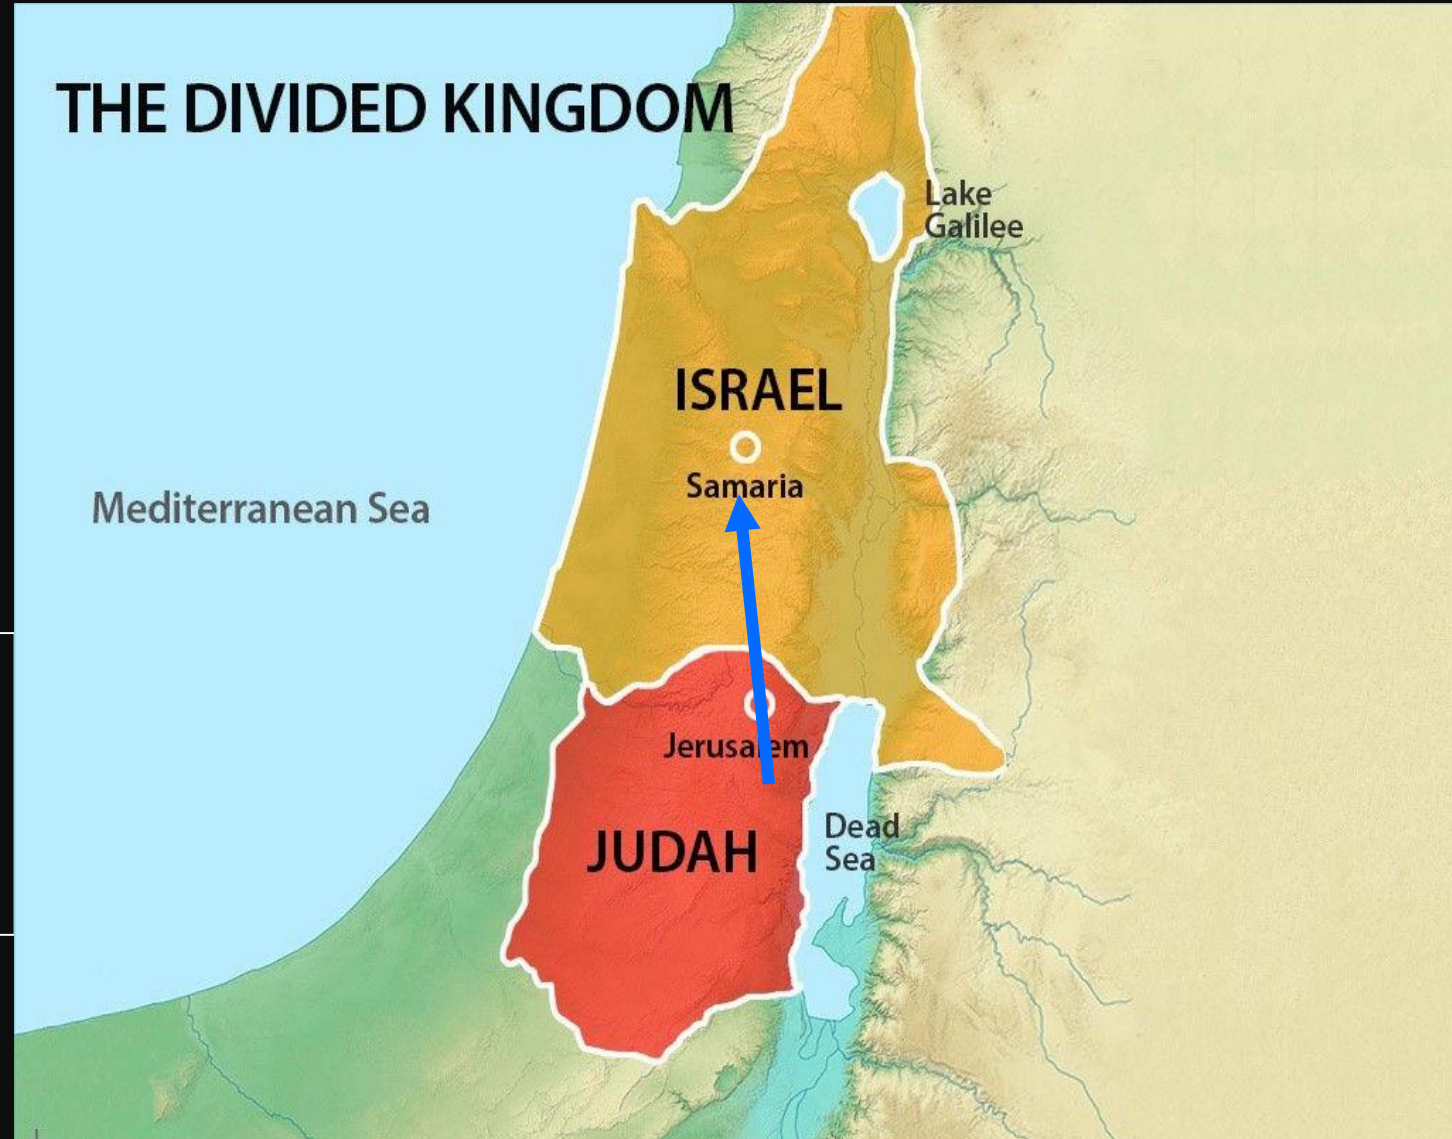 THE DIVIDED KINGDOM
Lake
Galilee
ISRAEL
Samaria
Mediterranean Sea
Jerusalem
JUDAH
Dead
Sea